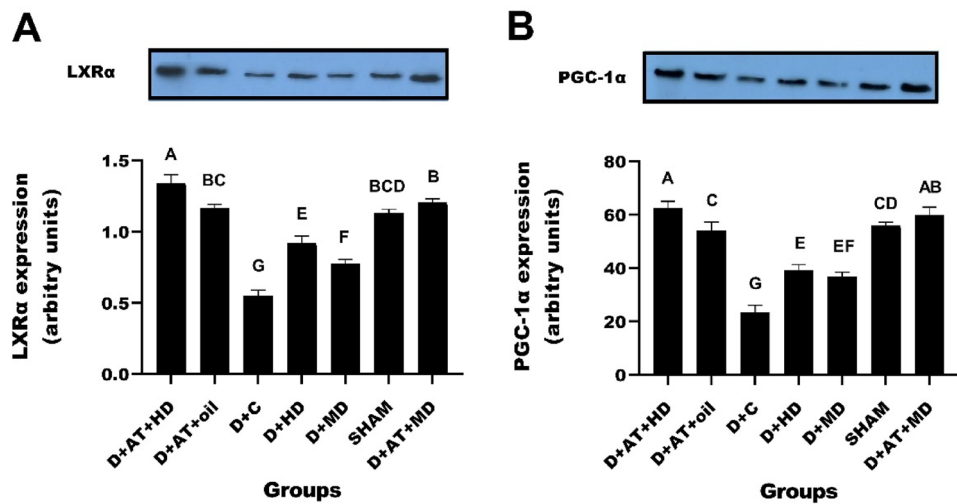 A
LXRα
LXRα expression
(arbitry units)
1.5
1.0
0.5
0.0
A
BC
G
E
F
BCD
B
D+AT+HD
D+AT+oil
D+C
D+HD
D+MD
SHAM
D+AT+MD
Groups
B
PGC-1α
PGC-1α expression
(arbitry units)
80
60
40
20
0
A
C
G
E
EF
CD
AB
D+AT+HD
D+AT+oil
D+C
D+HD
D+MD
SHAM
D+AT+MD
Groups